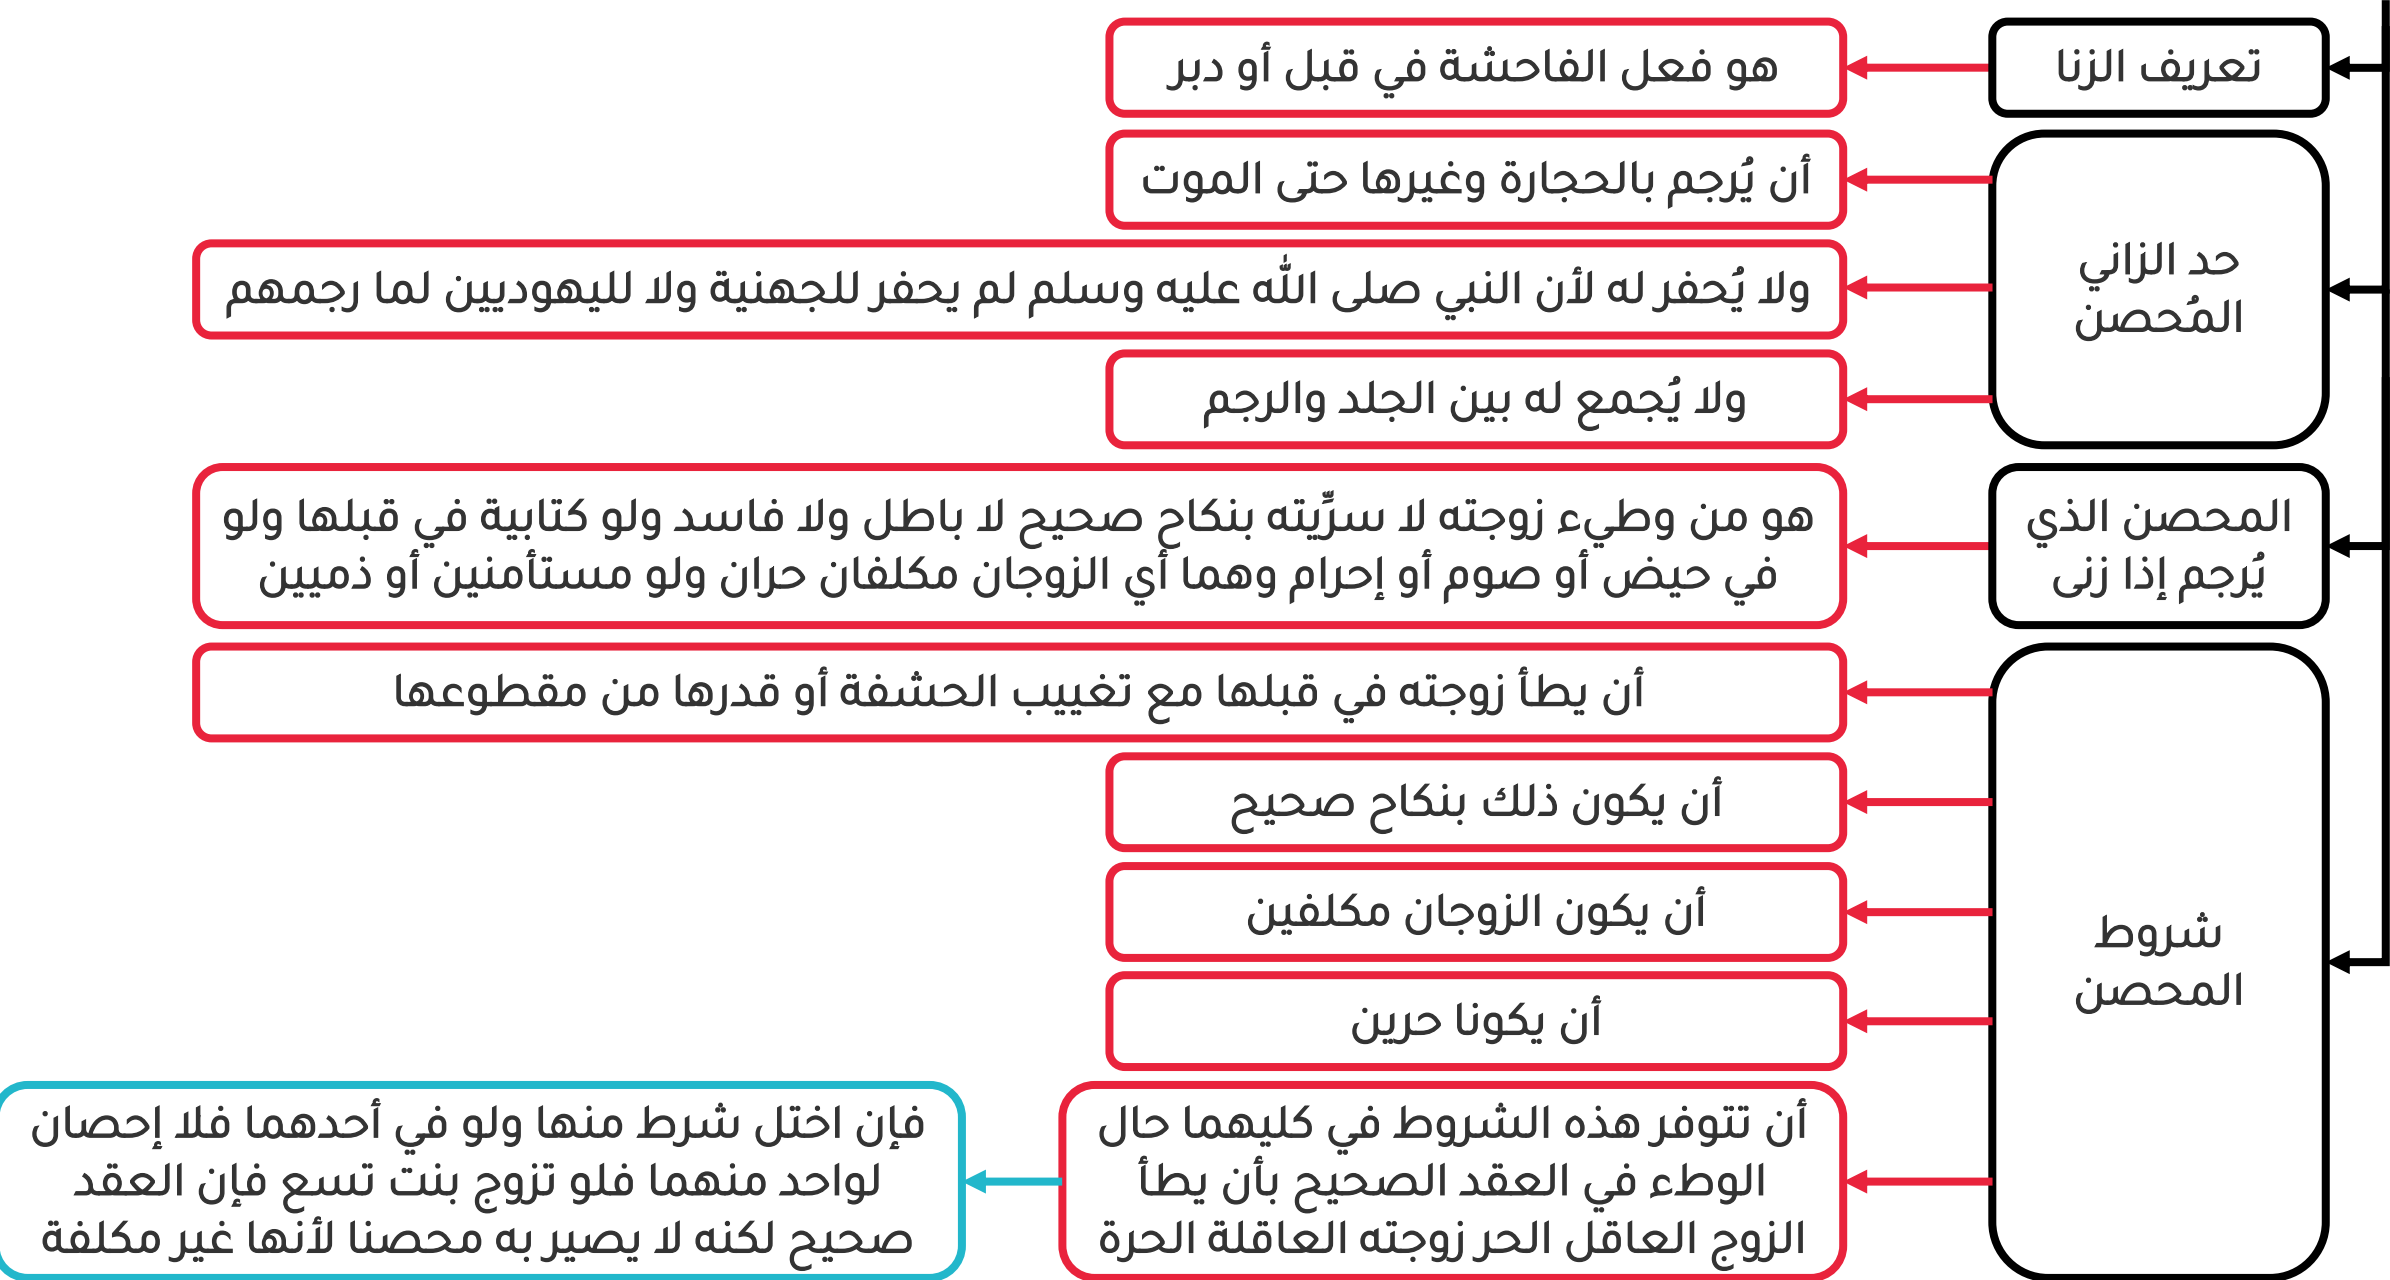 تعريف الزنا
هو فعل الفاحشة في قبل أو دبر
حد الزاني
المُحصن
أن يُرجم بالحجارة وغيرها حتى الموت
ولا يُحفر له لأن النبي صلى الله عليه وسلم لم يحفر للجهنية ولا لليهوديين لما رجمهم
ولا يُجمع له بين الجلد والرجم
المحصن الذي
يُرجم إذا زنى
هو من وطيء زوجته لا سرِّيته بنكاح صحيح لا باطل ولا فاسد ولو كتابية في قبلها ولو
في حيض أو صوم أو إحرام وهما أي الزوجان مكلفان حران ولو مستأمنين أو ذميين
شروط
المحصن
أن يطأ زوجته في قبلها مع تغييب الحشفة أو قدرها من مقطوعها
أن يكون ذلك بنكاح صحيح
أن يكون الزوجان مكلفين
أن يكونا حرين
أن تتوفر هذه الشروط في كليهما حال
الوطء في العقد الصحيح بأن يطأ
الزوج العاقل الحر زوجته العاقلة الحرة
فإن اختل شرط منها ولو في أحدهما فلا إحصان
لواحد منهما فلو تزوج بنت تسع فإن العقد
صحيح لكنه لا يصير به محصنا لأنها غير مكلفة